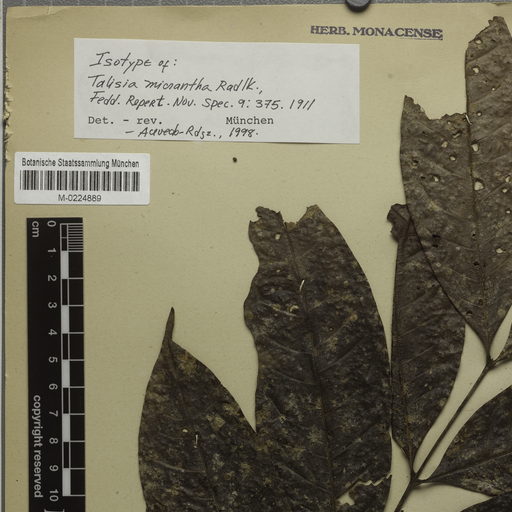 HERB. MONACENSE
Isotype of:
Talisia micrantha Radlk.,
Fedd. Repert. Nov. Spec. 9: 375. 1911
Det. - rev. München
- Acevedo-Rdgz., 1998.
Botanische Staatssammlung München
M-0224889
0 1 2 3 4 5 6 7 8 9 10
cm
copyright reserved